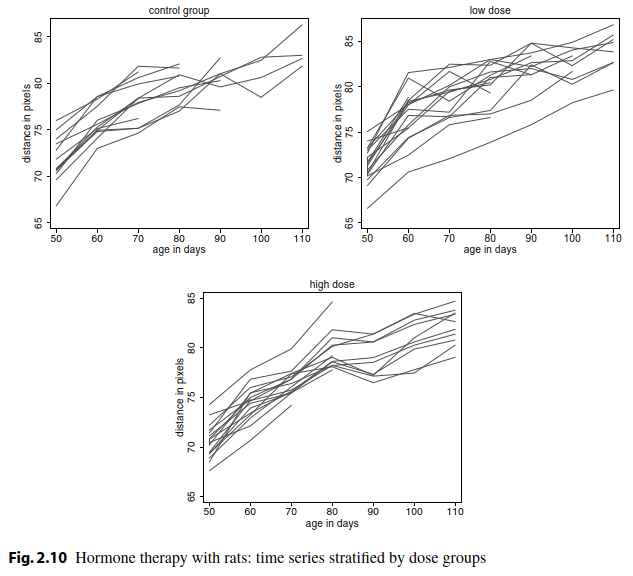 control group
distance in pixels
85
80
75
70
65
50 60 70 80 90 100 110
age in days
low dose
distance in pixels
85
80
75
70
65
50 60 70 80 90 100 110
age in days
high dose
distance in pixels
85
80
75
70
65
50 60 70 80 90 100 110
age in days
Fig. 2.10 Hormone therapy with rats: time series stratified by dose groups